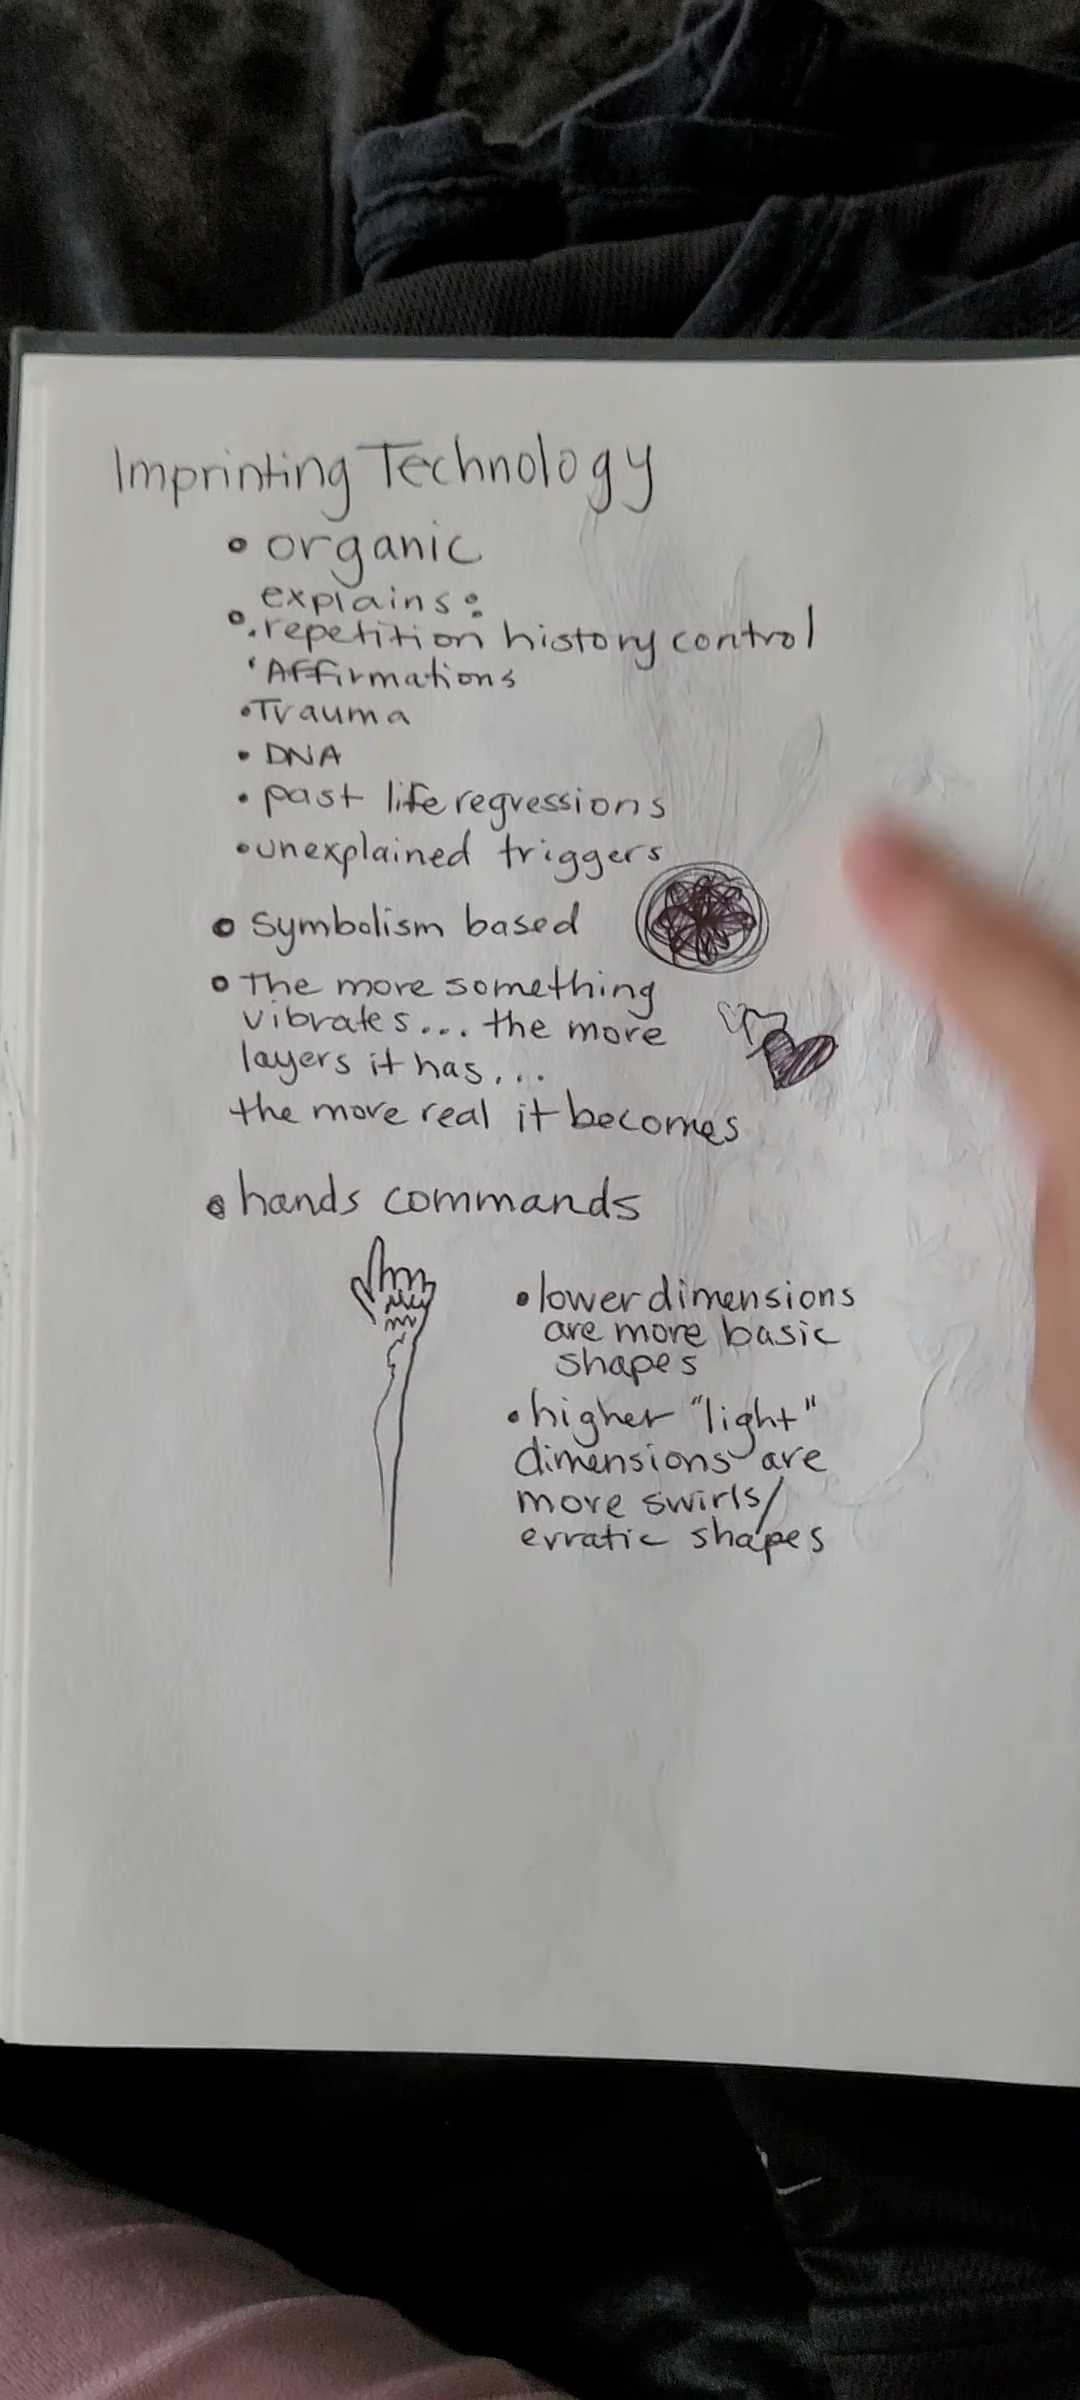 Imprinting Technology
• organic
explains:
• • repetition history control
• Affirmations
• Trauma
• DNA
• past life regressions
• unexplained triggers
• symbolism based
• The more something
vibrates... the more
layers it has...
the more real it becomes
• hands commands
• lower dimensions
are more basic
shapes
• higher "light"
dimensions are
more swirls/
erratic shapes